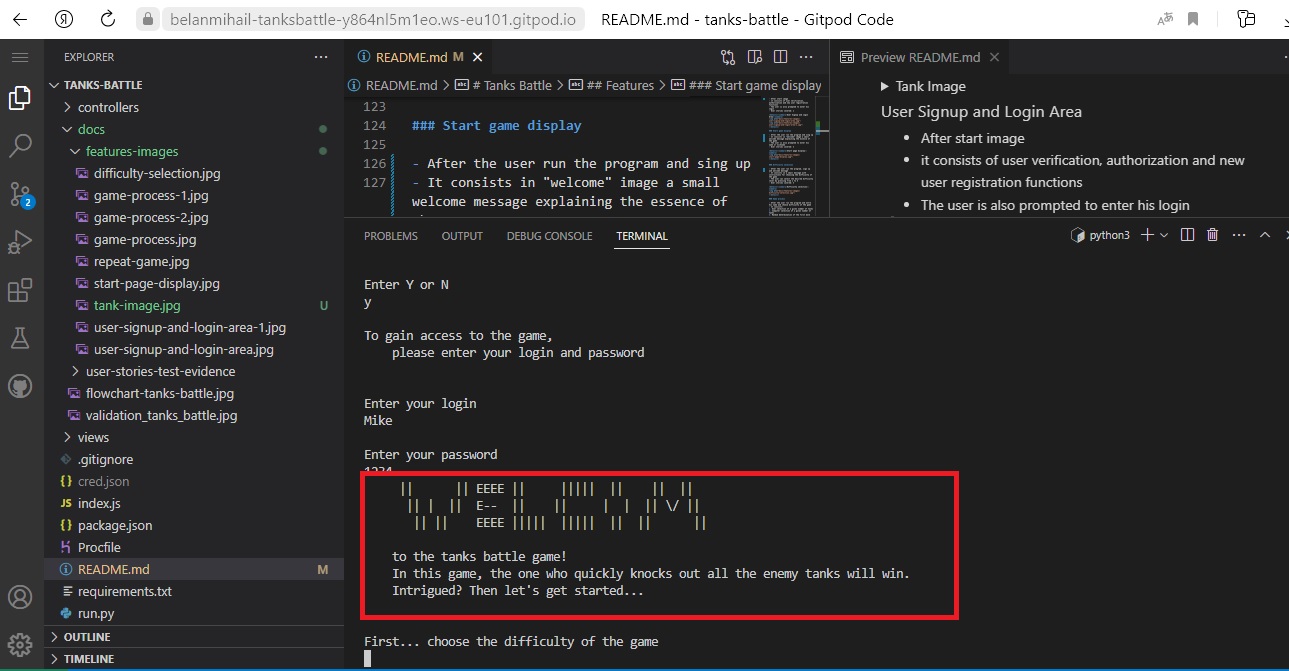 belanmihail-tanksbattle-y864nl5m1eo.ws-eu101.gitpod.io README.md - tanks-battle - Gitpod Code
EXPLORER
TANKS-BATTLE
controllers
docs
features-images
difficulty-selection.jpg
game-process-1.jpg
game-process-2.jpg
game-process.jpg
repeat-game.jpg
start-page-display.jpg
tank-image.jpg U
user-signup-and-login-area-1.jpg
user-signup-and-login-area.jpg
user-stories-test-evidence
flowchart-tanks-battle.jpg
validation_tanks_battle.jpg
views
.gitignore
cred.json
index.js
package.json
Procfile
README.md M
requirements.txt
run.py
OUTLINE
TIMELINE
2
README.md M
README.md > # Tanks Battle > ## Features > ### Start game display
123
124 ### Start game display
125
126 - After the user run the program and sing up
127 - It consists in "welcome" image a small
welcome message explaining the essence of
Preview README.md
Tank Image
User Signup and Login Area
• After start image
• it consists of user verification, authorization and new
user registration functions
• The user is also prompted to enter his login
PROBLEMS OUTPUT DEBUG CONSOLE TERMINAL
python3
Enter Y or N
y
To gain access to the game,
please enter your login and password
Enter your login
Mike
Enter your password
1234
||      || EEEE ||     |||||  ||    ||  ||
|| |  || E--  ||    ||     |  |  || \/ ||
|| ||    EEEE |||||  |||||  ||  ||      ||
to the tanks battle game!
In this game, the one who quickly knocks out all the enemy tanks will win.
Intrigued? Then let's get started...
First... choose the difficulty of the game